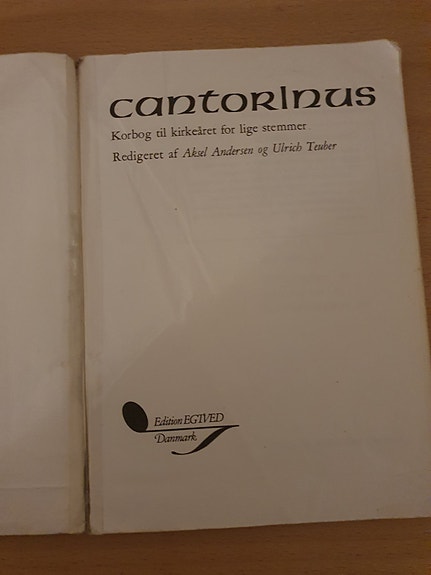 cantorinus
Korbog til kirkeåret for lige stemmer
Redigeret af Aksel Andersen og Ulrich Teuber
Edition EGTVED
Danmark